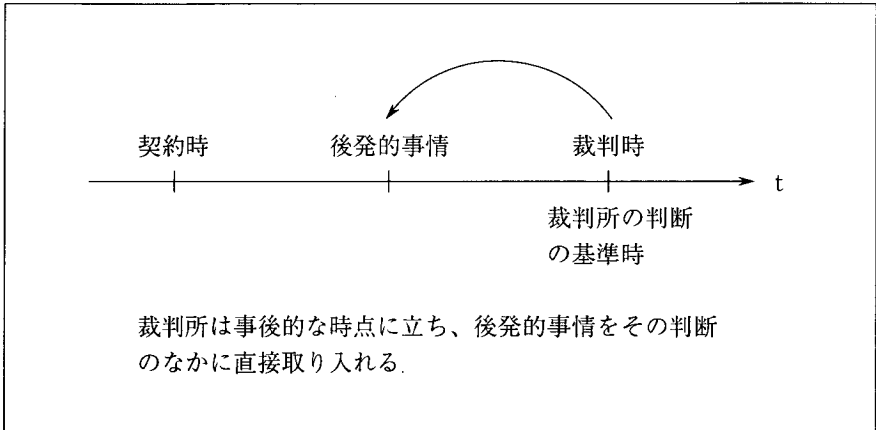 契約時 後発的事情 裁判時
t
裁判所の判断
の基準時
裁判所は事後的な時点に立ち、後発的事情をその判断
のなかに直接取り入れる.